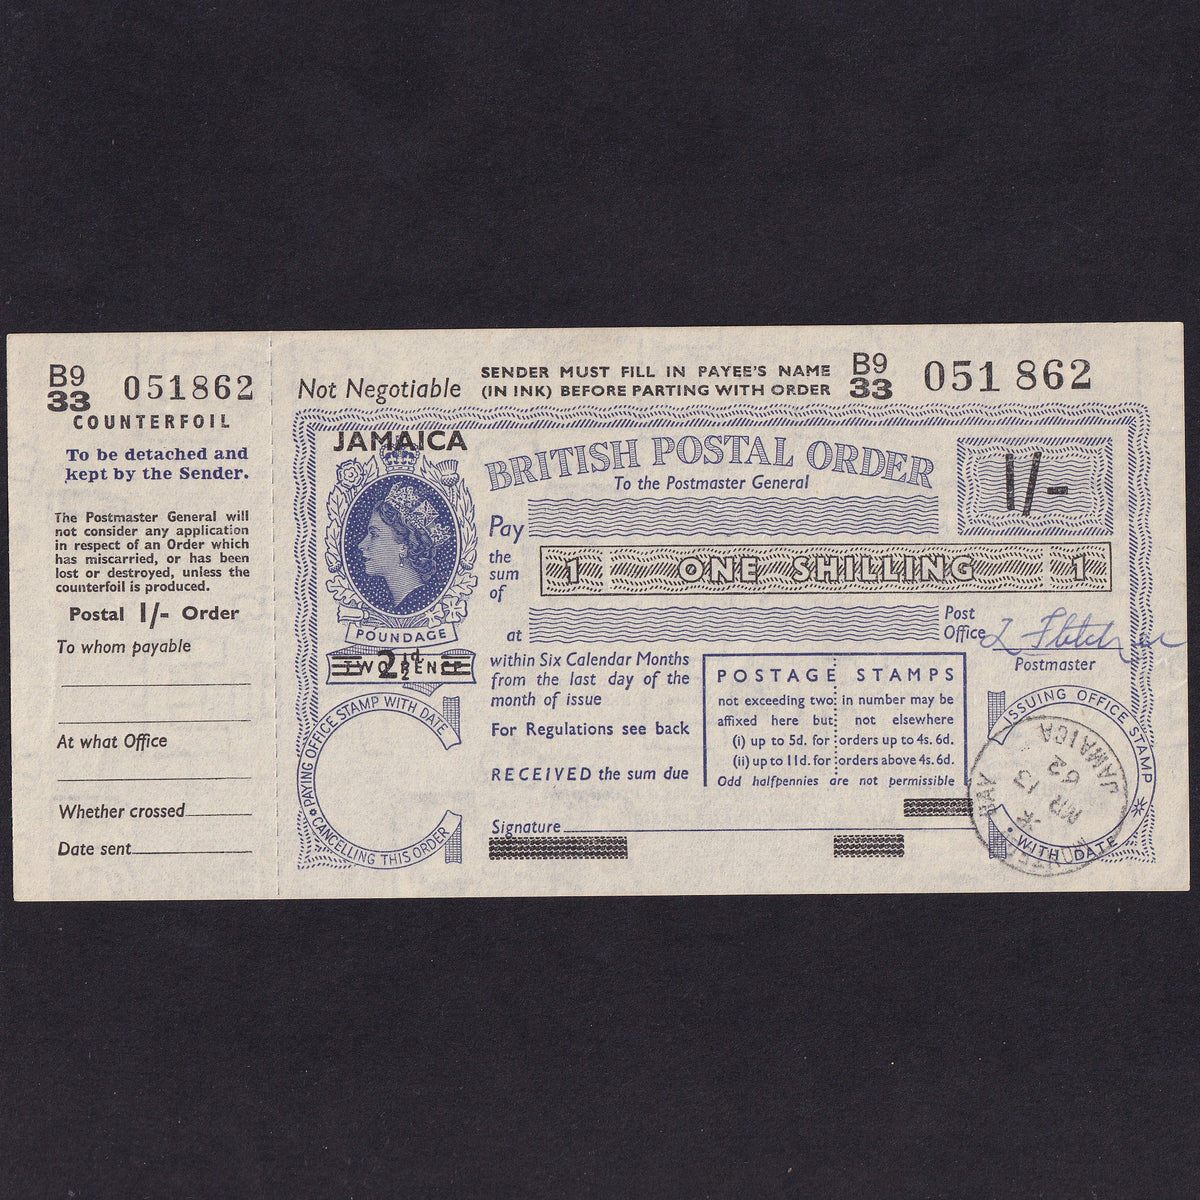 B9
33 051862
COUNTERFOIL
To be detached and
kept by the Sender.
The Postmaster General will
not consider any application
in respect of an Order which
has miscarried, or has been
lost or destroyed, unless the
counterfoil is produced.
Postal 1/- Order
To whom payable
At what Office
Whether crossed
Date sent
Not Negotiable
SENDER MUST FILL IN PAYEE'S NAME
(IN INK) BEFORE PARTING WITH ORDER
B9
33 051 862
JAMAICA
POUNDAGE
TWO PENCE
2½d
BRITISH POSTAL ORDER
To the Postmaster General
1/-
Pay
the
sum
of
1 ONE SHILLING 1
at
Post
Office
L Fletcher
Postmaster
within Six Calendar Months
from the last day of the
month of issue
For Regulations see back
RECEIVED the sum due
Signature
POSTAGE STAMPS
not exceeding two in number may be
affixed here but not elsewhere
(i) up to 5d. for orders up to 4s. 6d.
(ii) up to 11d. for orders above 4s. 6d.
Odd halfpennies are not permissible
PAYING OFFICE STAMP WITH DATE
CANCELLING THIS ORDER
ISSUING OFFICE STAMP
WITH DATE
BAY
JAMAICA
MR 13
62